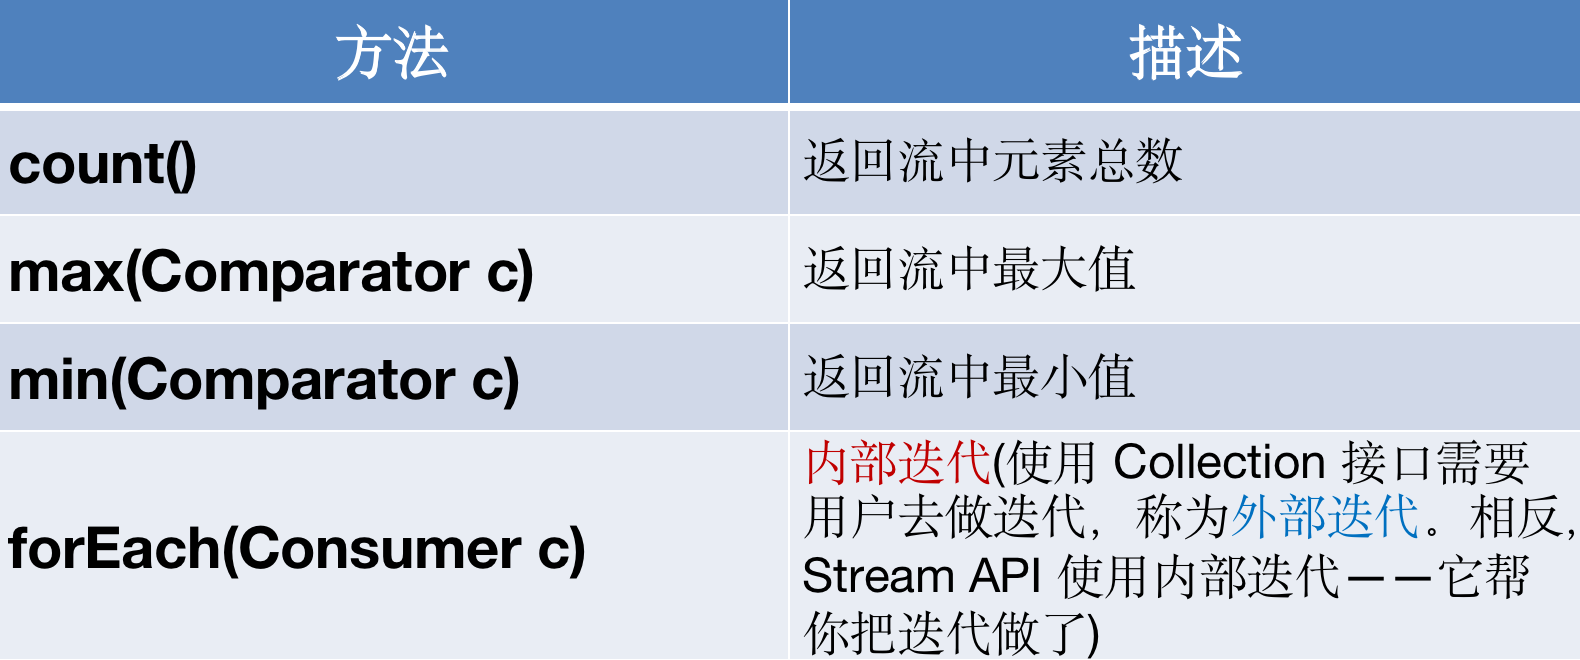 方法
描述
count()
返回流中元素总数
max(Comparator c)
返回流中最大值
min(Comparator c)
返回流中最小值
forEach(Consumer c)
内部迭代(使用 Collection 接口需要
用户去做迭代，称为外部迭代。相反，
Stream API 使用内部迭代——它帮
你把迭代做了)